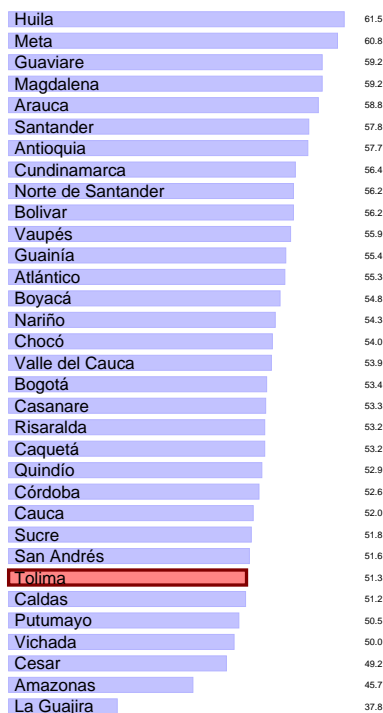 Huila 61.5
Meta 60.8
Guaviare 59.2
Magdalena 59.2
Arauca 58.8
Santander 57.8
Antioquia 57.7
Cundinamarca 56.4
Norte de Santander 56.2
Bolivar 56.2
Vaupés 55.9
Guainía 55.4
Atlántico 55.3
Boyacá 54.8
Nariño 54.3
Chocó 54.0
Valle del Cauca 53.9
Bogotá 53.4
Casanare 53.3
Risaralda 53.2
Caquetá 53.2
Quindío 52.9
Córdoba 52.6
Cauca 52.0
Sucre 51.8
San Andrés 51.6
Tolima 51.3
Caldas 51.2
Putumayo 50.5
Vichada 50.0
Cesar 49.2
Amazonas 45.7
La Guajira 37.8